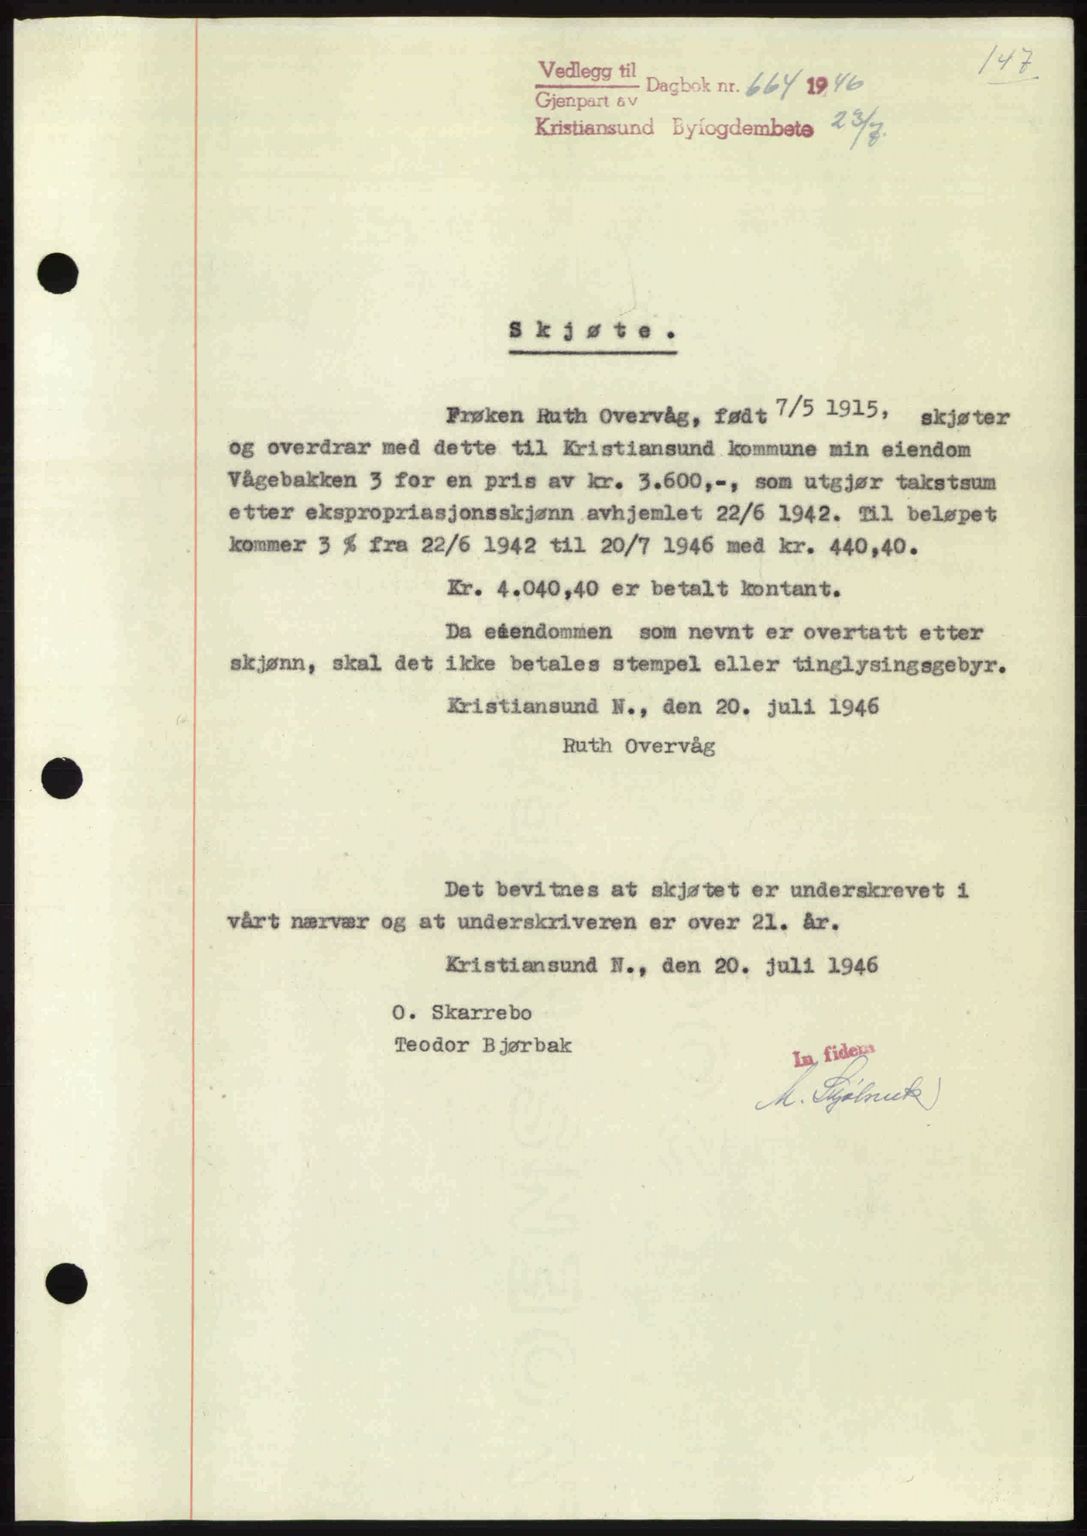 147
Vedlegg til
Gjenpart av
Dagbok nr. 664 1946
Kristiansund Byfogdembete 23/7.
Skjøte.
Frøken Ruth Overvåg, født 7/5 1915, skjøter
og overdrar med dette til Kristiansund kommune min eiendom
Vågebakken 3 for en pris av kr. 3.600,-, som utgjør takstsum
etter ekspropriasjonsskjønn avhjemlet 22/6 1942. Til beløpet
kommer 3 % fra 22/6 1942 til 20/7 1946 med kr. 440,40.
Kr. 4.040,40 er betalt kontant.
Da eiendommen som nevnt er overtatt etter
skjønn, skal det ikke betales stempel eller tinglysingsgebyr.
Kristiansund N., den 20. juli 1946
Ruth Overvåg
Det bevitnes at skjøtet er underskrevet i
vårt nærvær og at underskriveren er over 21. år.
Kristiansund N., den 20. juli 1946
O. Skarrebo
Teodor Bjørbak
In fidem
M.